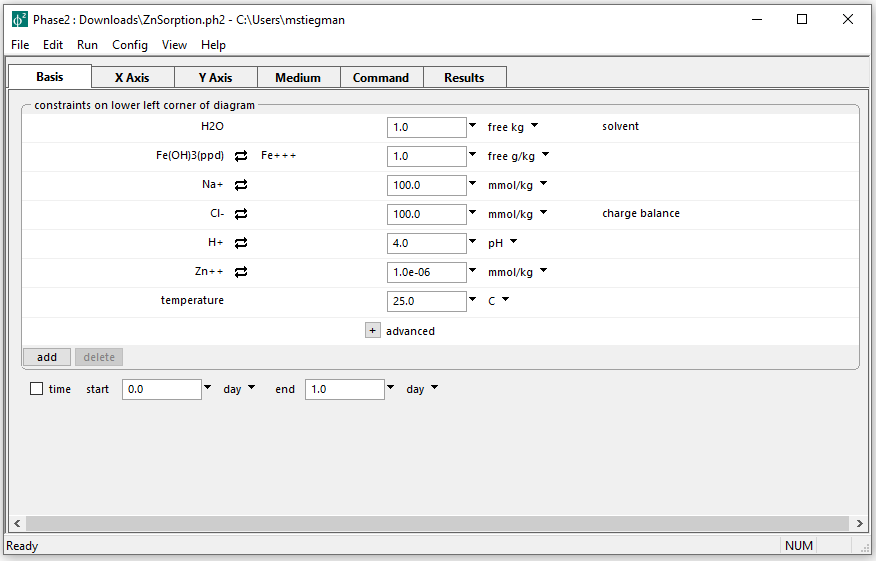 Phase2 : Downloads\ZnSorption.ph2 - C:\Users\mstiegman
File Edit Run Config View Help
Basis X Axis Y Axis Medium Command Results
constraints on lower left corner of diagram
H2O 1.0 free kg solvent
Fe(OH)3(ppd) Fe+++ 1.0 free g/kg
Na+ 100.0 mmol/kg
Cl- 100.0 mmol/kg charge balance
H+ 4.0 pH
Zn++ 1.0e-06 mmol/kg
temperature 25.0 C
+ advanced
add delete
time start 0.0 day end 1.0 day
Ready NUM